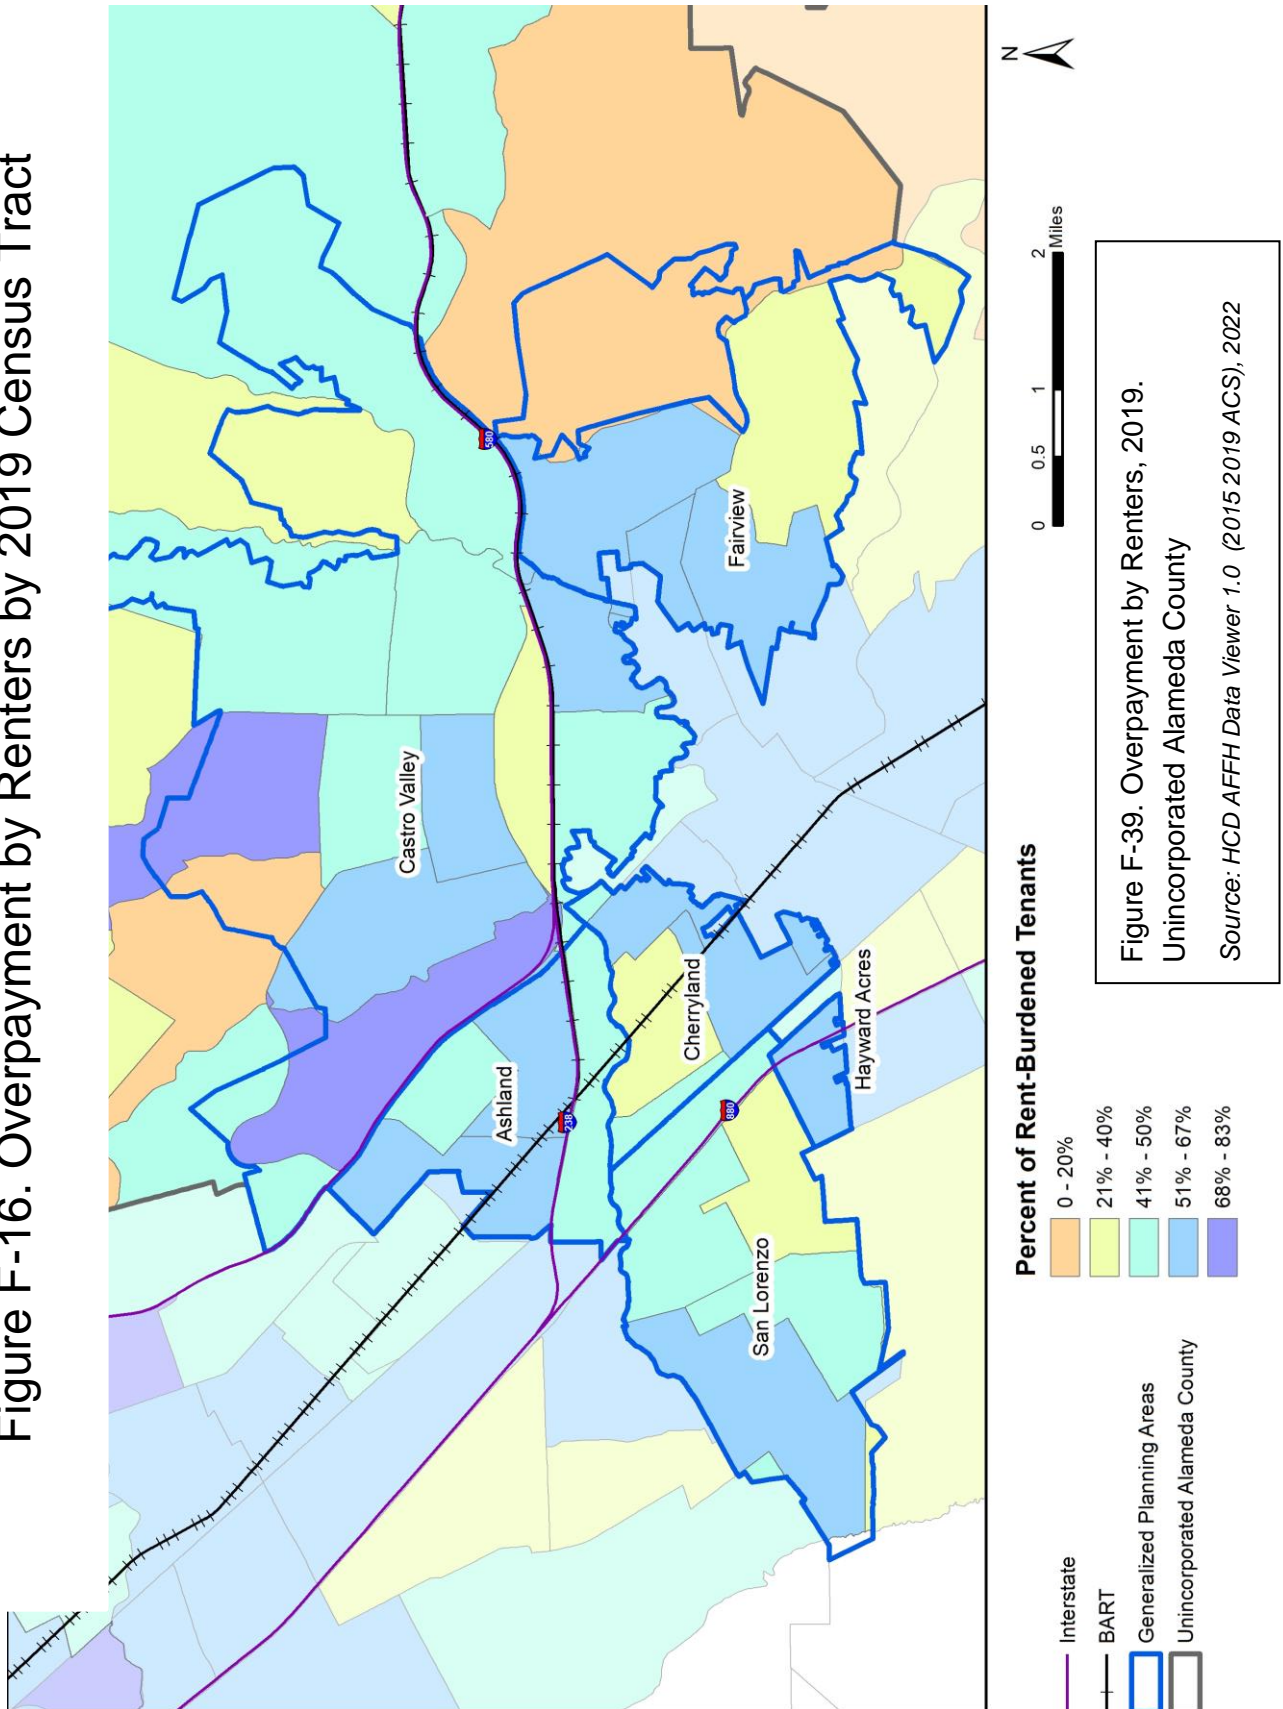 Figure F-16. Overpayment by Renters by 2019 Census Tract
580
Castro Valley
Fairview
Ashland
238
Cherryland
880
Hayward Acres
San Lorenzo
N
0 0.5 1 2 Miles
Interstate
BART
Generalized Planning Areas
Unincorporated Alameda County
Percent of Rent-Burdened Tenants
0 - 20%
21% - 40%
41% - 50%
51% - 67%
68% - 83%
Figure F-39. Overpayment by Renters, 2019.
Unincorporated Alameda County
Source: HCD AFFH Data Viewer 1.0 (2015 2019 ACS), 2022